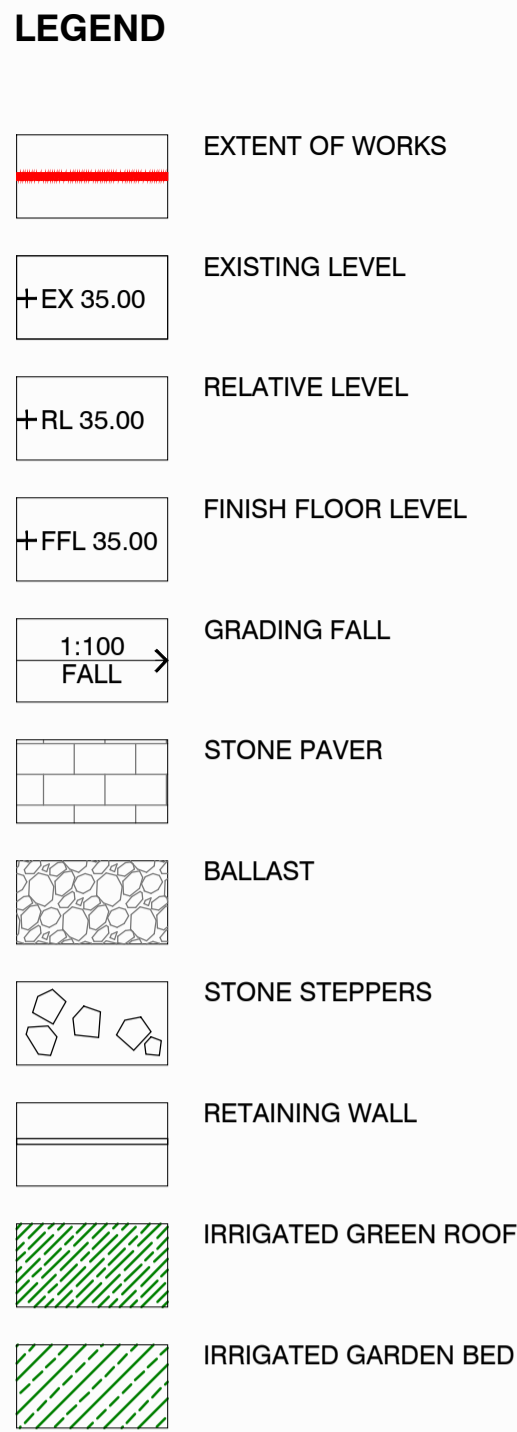 LEGEND
EXTENT OF WORKS
EX 35.00 EXISTING LEVEL
RL 35.00 RELATIVE LEVEL
FFL 35.00 FINISH FLOOR LEVEL
1:100 GRADING FALL
FALL
STONE PAVER
BALLAST
STONE STEPPERS
RETAINING WALL
IRRIGATED GREEN ROOF
IRRIGATED GARDEN BED